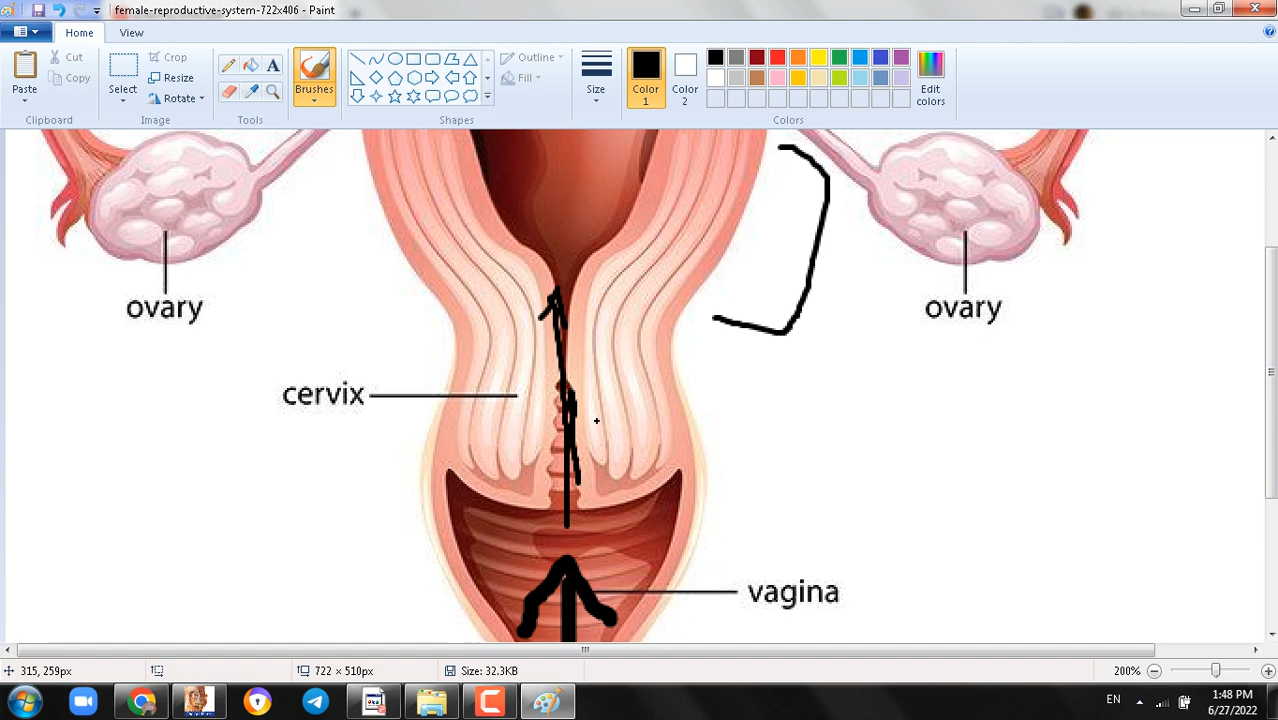 female-reproductive-system-722x406 - Paint
Home
View
Paste
Cut
Copy
Clipboard
Select
Crop
Resize
Rotate
Image
A
Tools
Brushes
Shapes
Outline
Fill
Size
Color 1
Color 2
Edit colors
Colors
ovary
ovary
cervix
vagina
315, 259px
722 × 510px
Size: 32.3KB
200%
EN
1:48 PM
6/27/2022